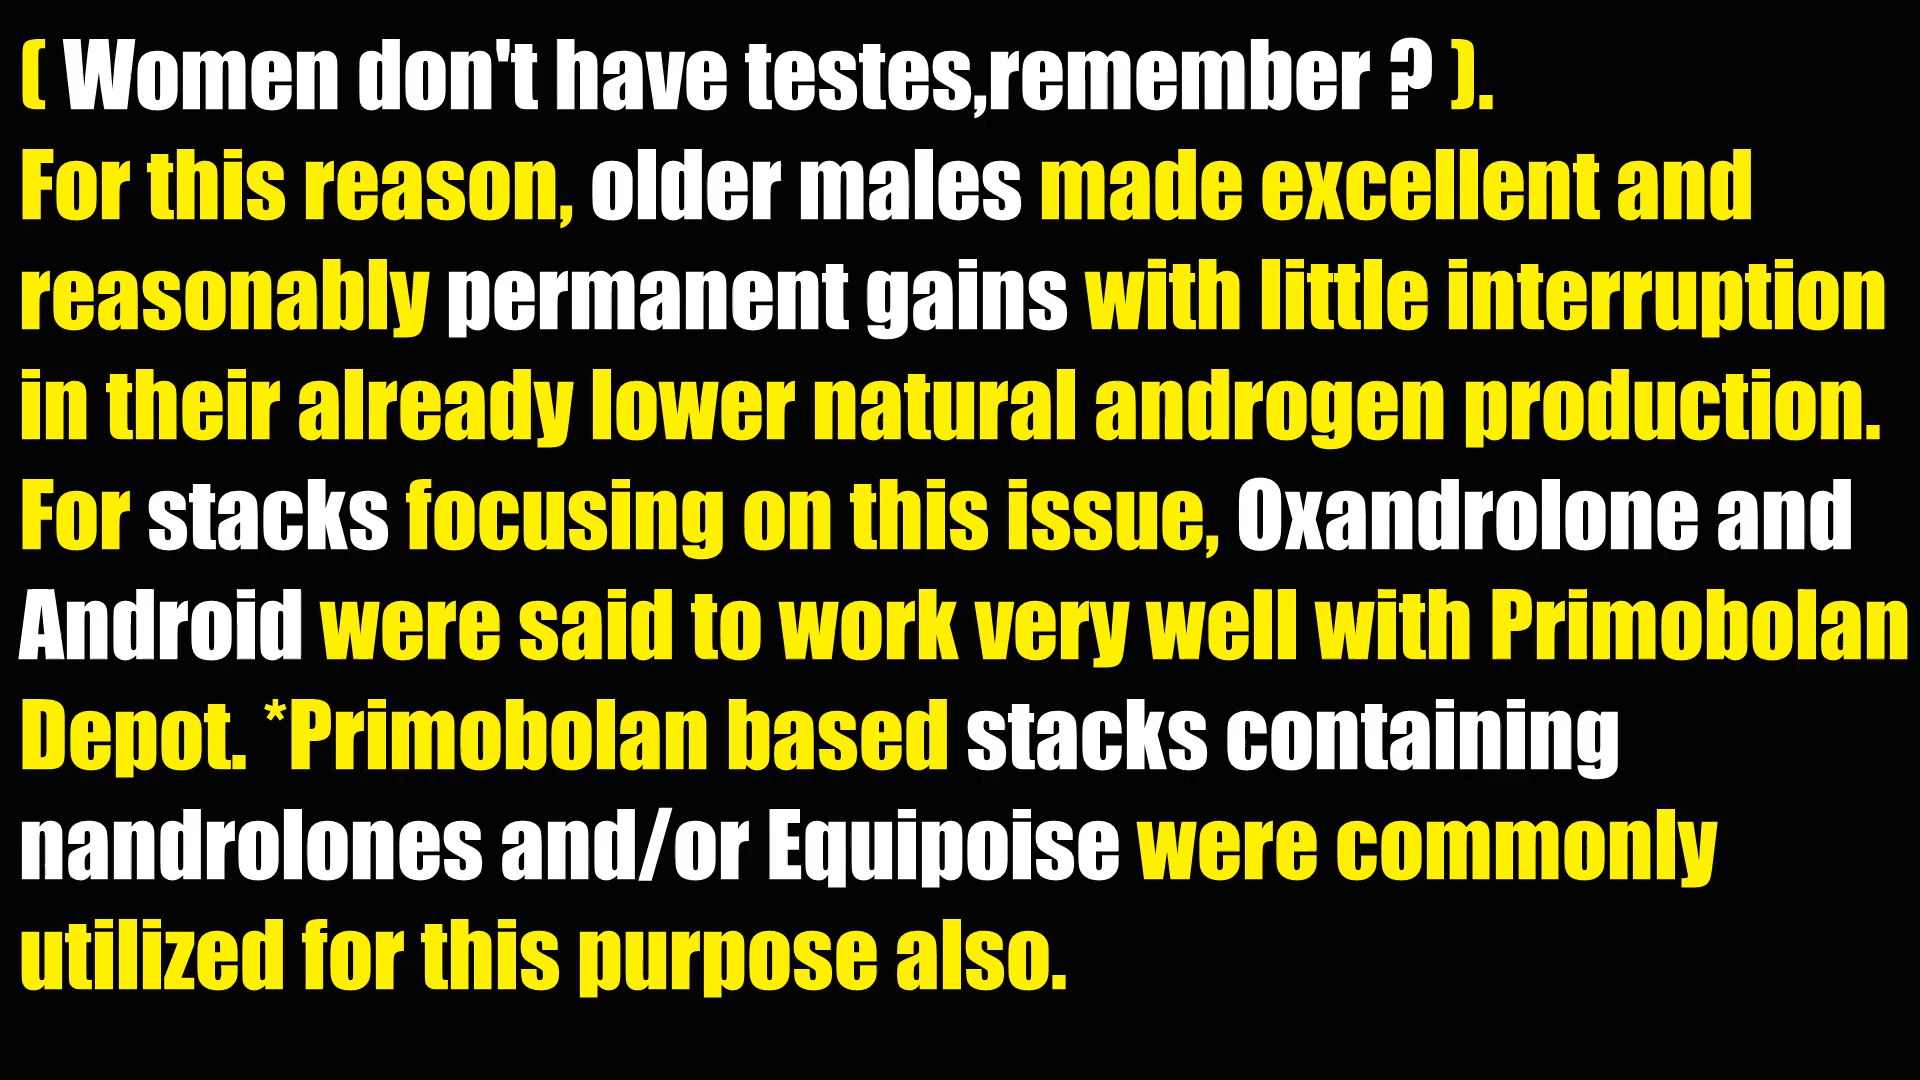 ( Women don't have testes,remember ? ).
For this reason, older males made excellent and
reasonably permanent gains with little interruption
in their already lower natural androgen production.
For stacks focusing on this issue, Oxandrolone and
Android were said to work very well with Primobolan
Depot. *Primobolan based stacks containing
nandrolones and/or Equipoise were commonly
utilized for this purpose also.